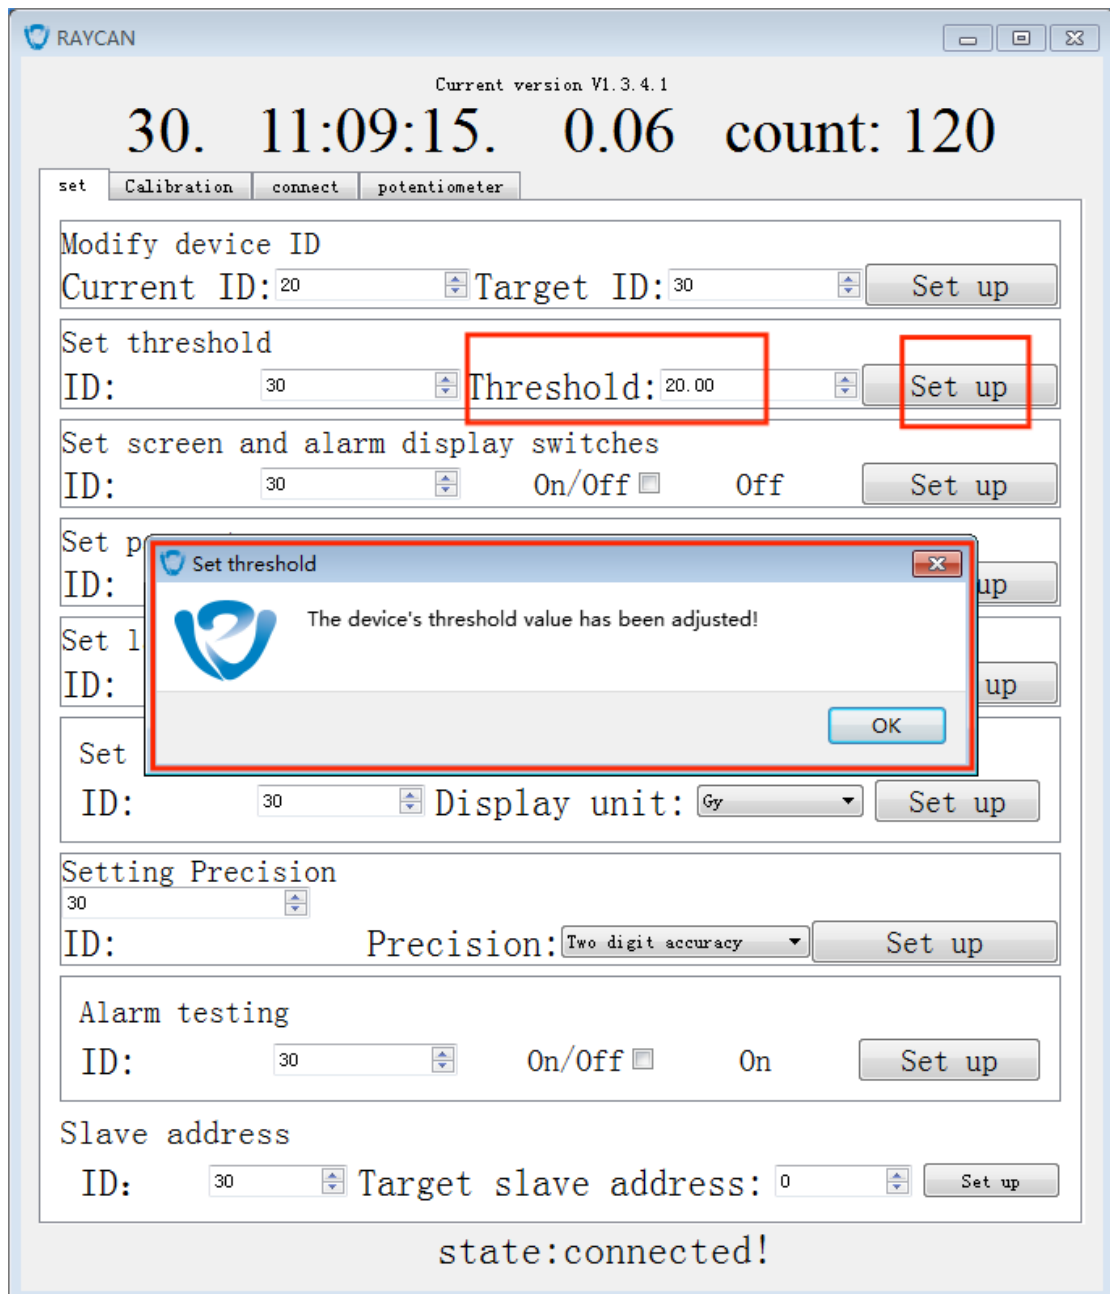 RAYCAN
Current version V1.3.4.1
30. 11:09:15. 0.06 count: 120
set Calibration connect potentiometer
Modify device ID
Current ID: 20 Target ID: 30 Set up
Set threshold
ID: 30 Threshold: 20.00 Set up
Set screen and alarm display switches
ID: 30 On/Off Off Set up
Set
Set threshold
ID: up
The device's threshold value has been adjusted!
Set
ID: up
OK
Set
ID: 30 Display unit: Gy Set up
Setting Precision
30
ID: Precision: Two digit accuracy Set up
Alarm testing
ID: 30 On/Off On Set up
Slave address
ID: 30 Target slave address: 0 Set up
state:connected!